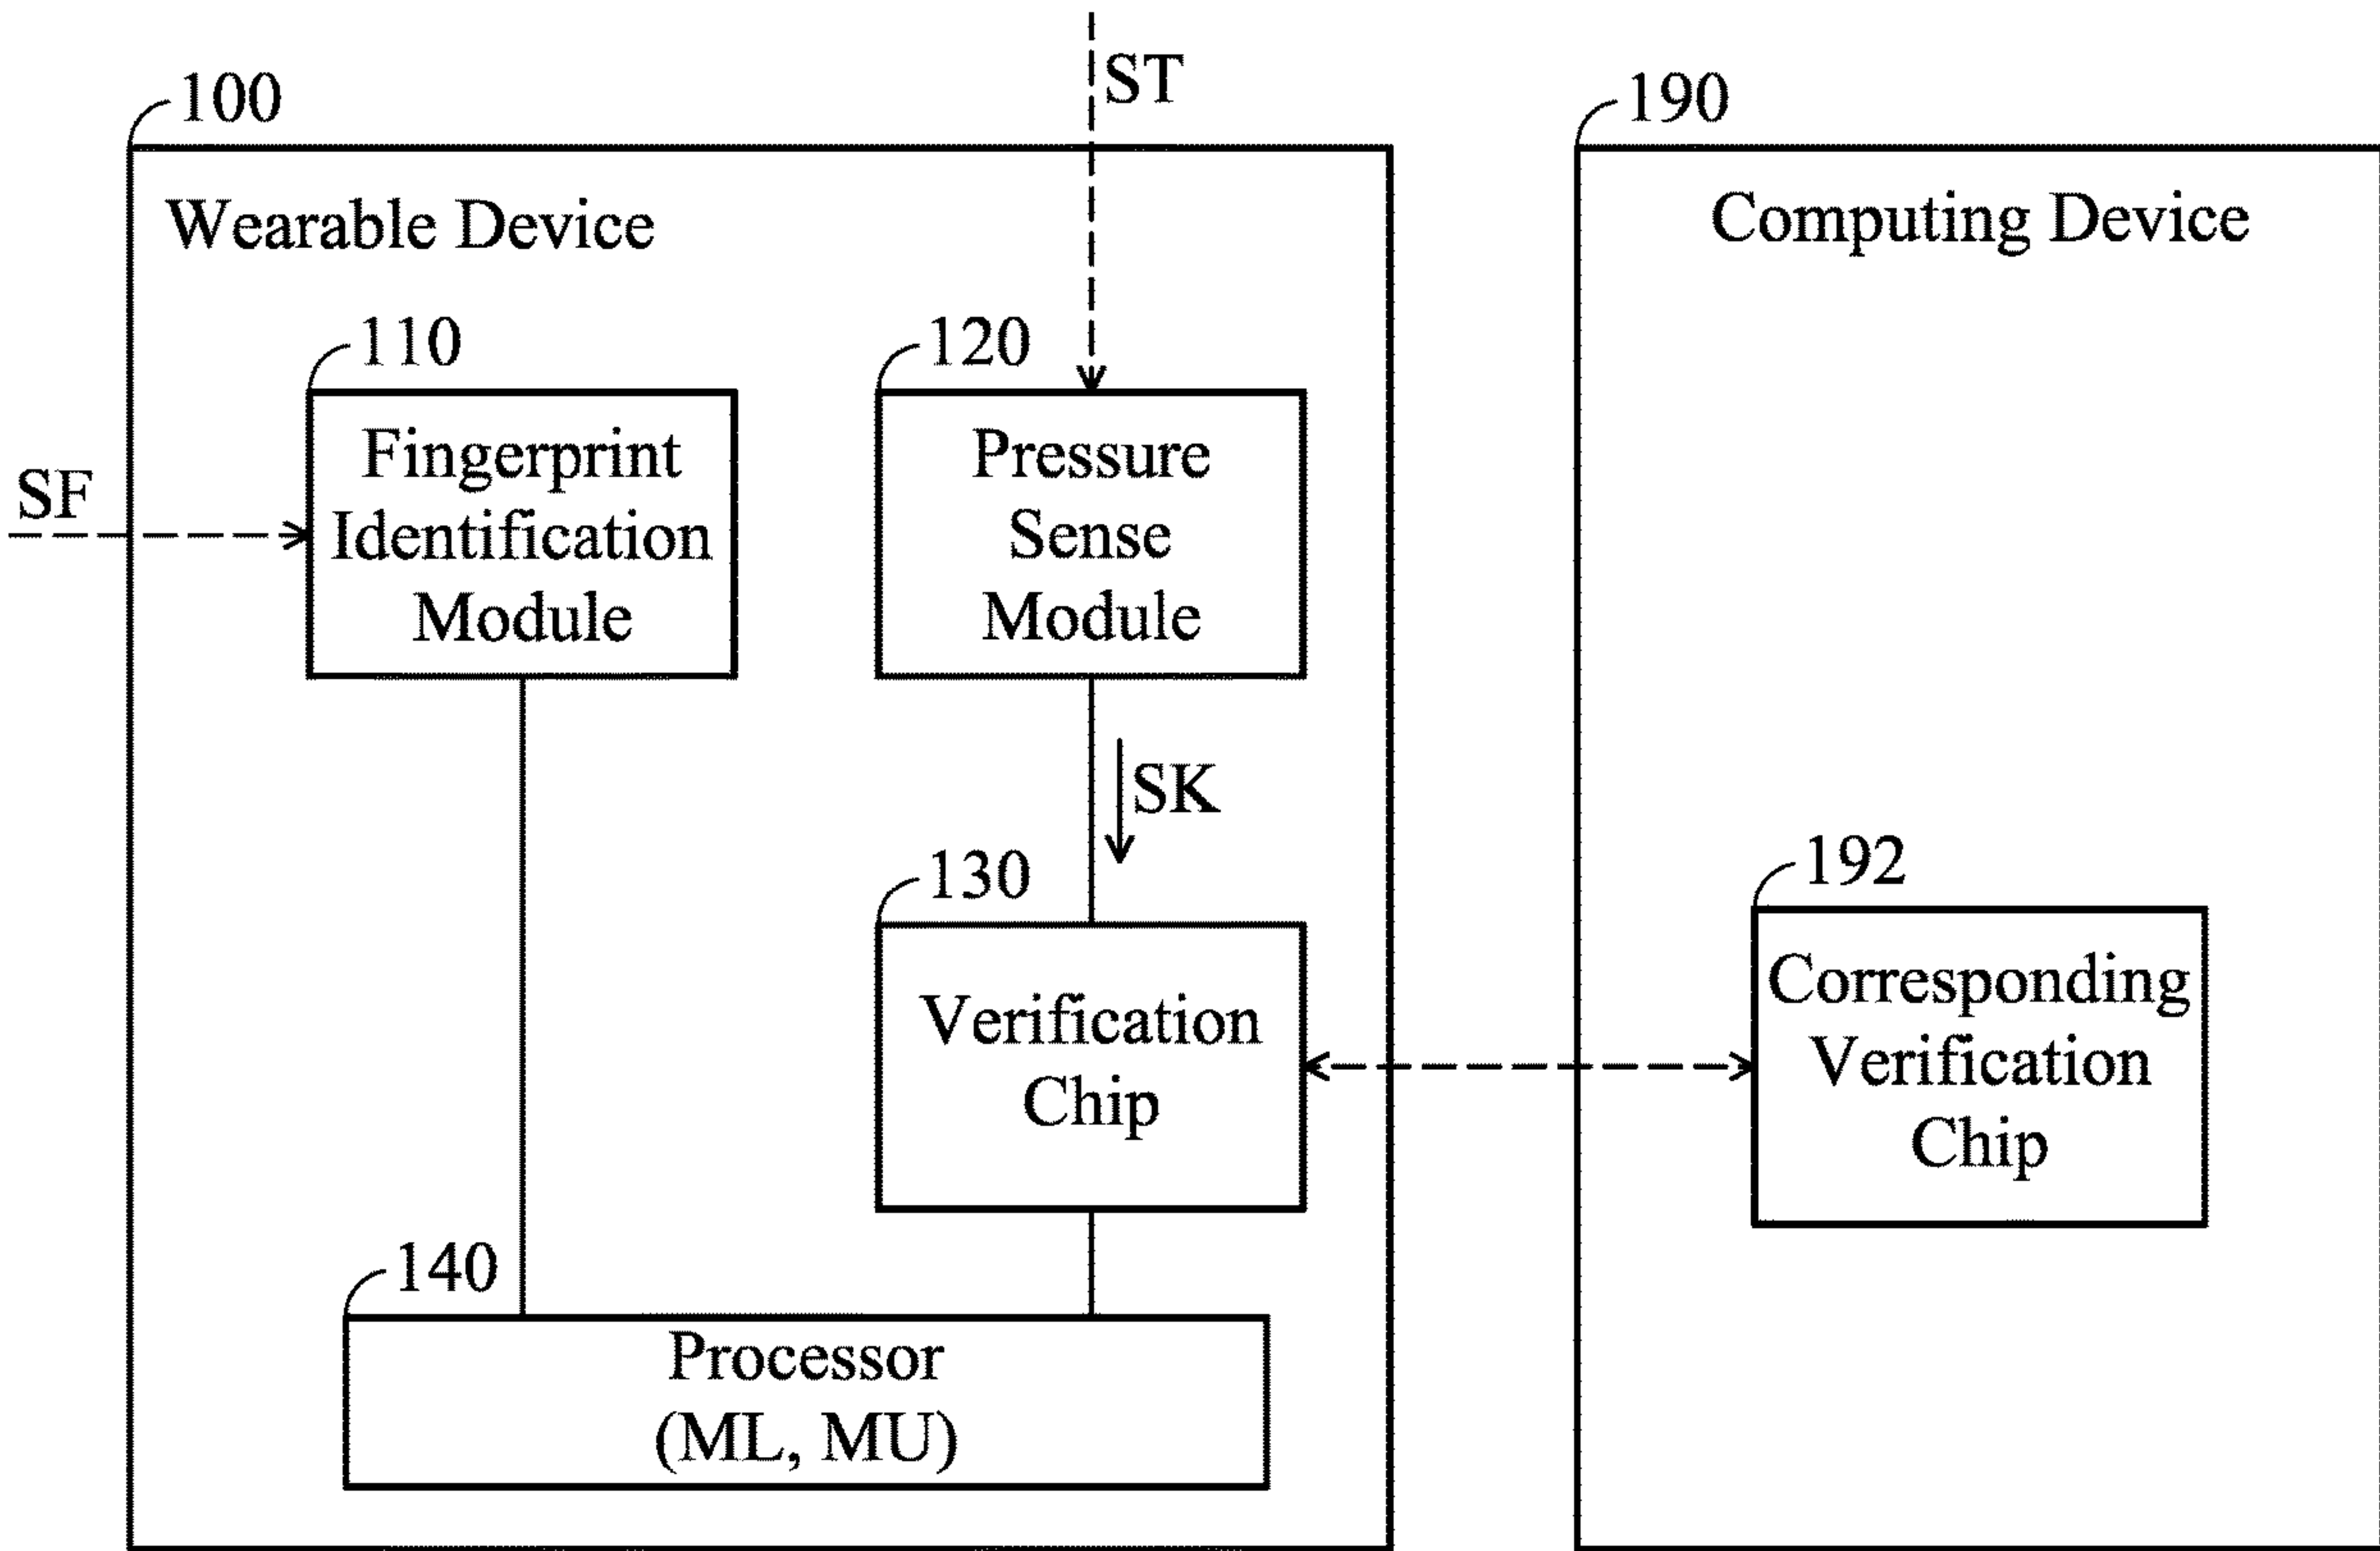 100
ST
190
Wearable Device
Computing Device
110
120
SF
Fingerprint
Identification
Module
Pressure
Sense
Module
SK
130
192
Verification
Chip
Corresponding
Verification
Chip
140
Processor
(ML, MU)